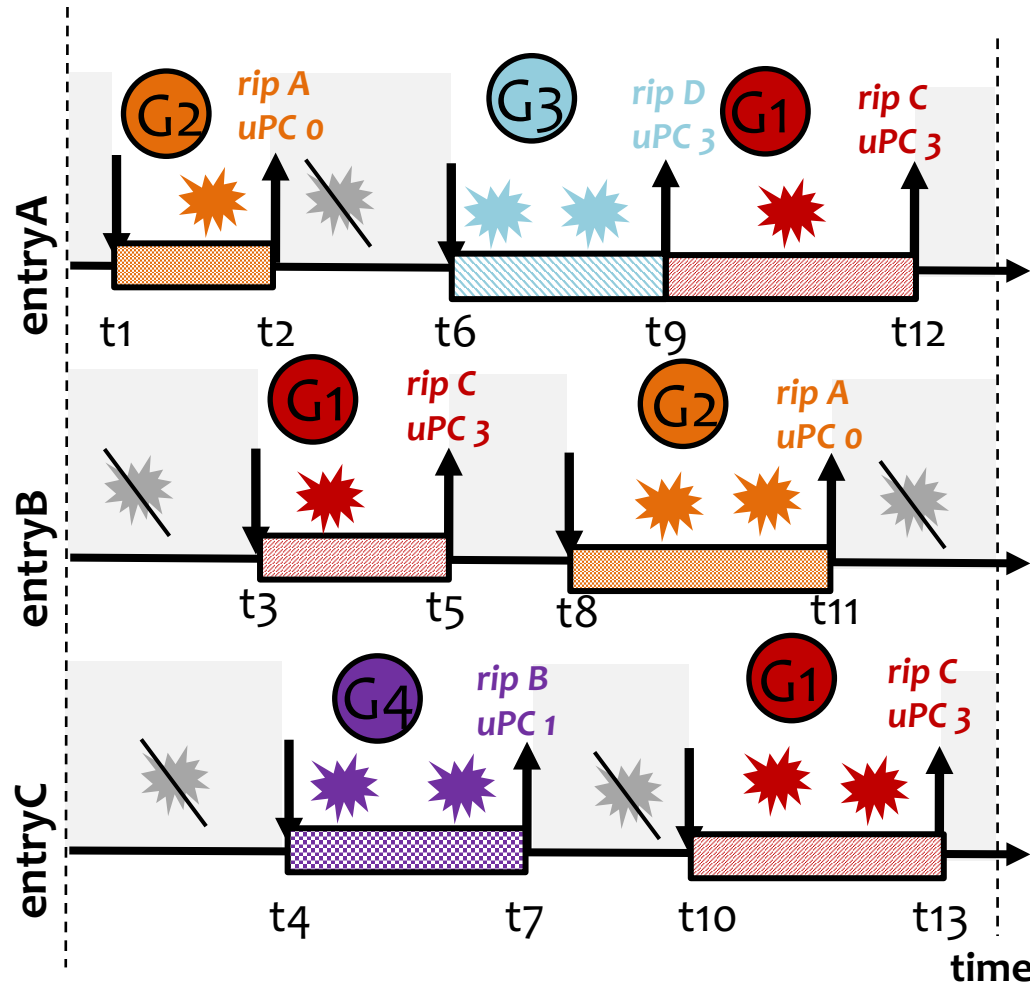 entryA
G2
rip A
uPC 0
G3
rip D
uPC 3
G1
rip C
uPC 3
t1
t2
t6
t9
t12
entryB
G1
rip C
uPC 3
G2
rip A
uPC 0
t3
t5
t8
t11
entryC
G4
rip B
uPC 1
G1
rip C
uPC 3
t4
t7
t10
t13
time